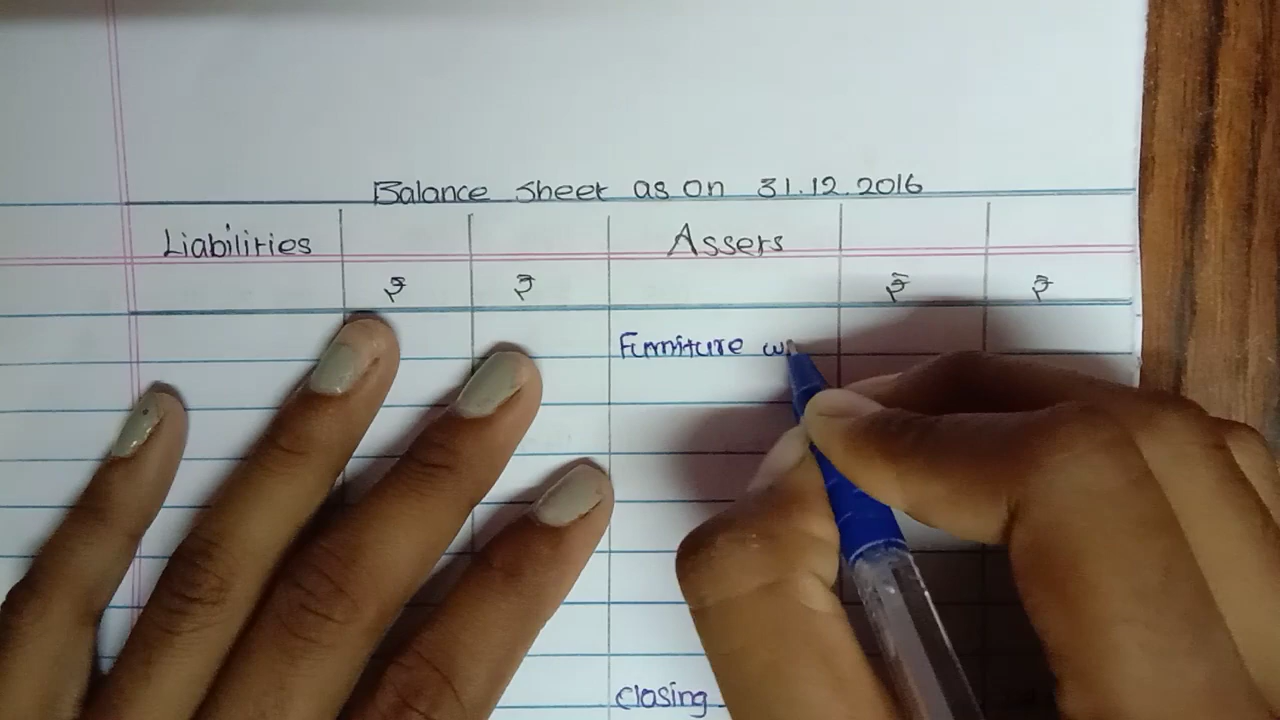 Balance Sheet as on 31.12.2016
Liabilities Assets
₹ ₹ ₹ ₹
Furniture w
Closing